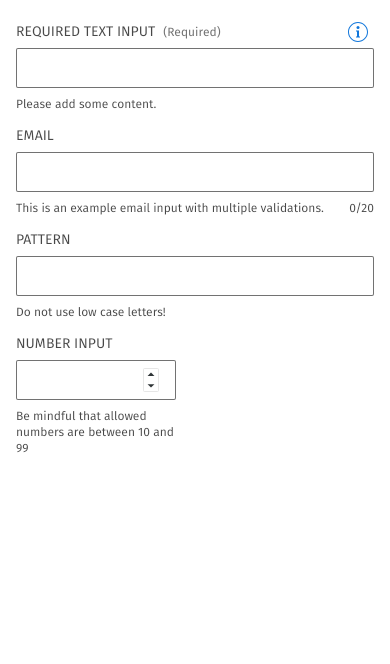 REQUIRED TEXT INPUT (Required)
Please add some content.
EMAIL
This is an example email input with multiple validations. 0/20
PATTERN
Do not use low case letters!
NUMBER INPUT
Be mindful that allowed
numbers are between 10 and
99